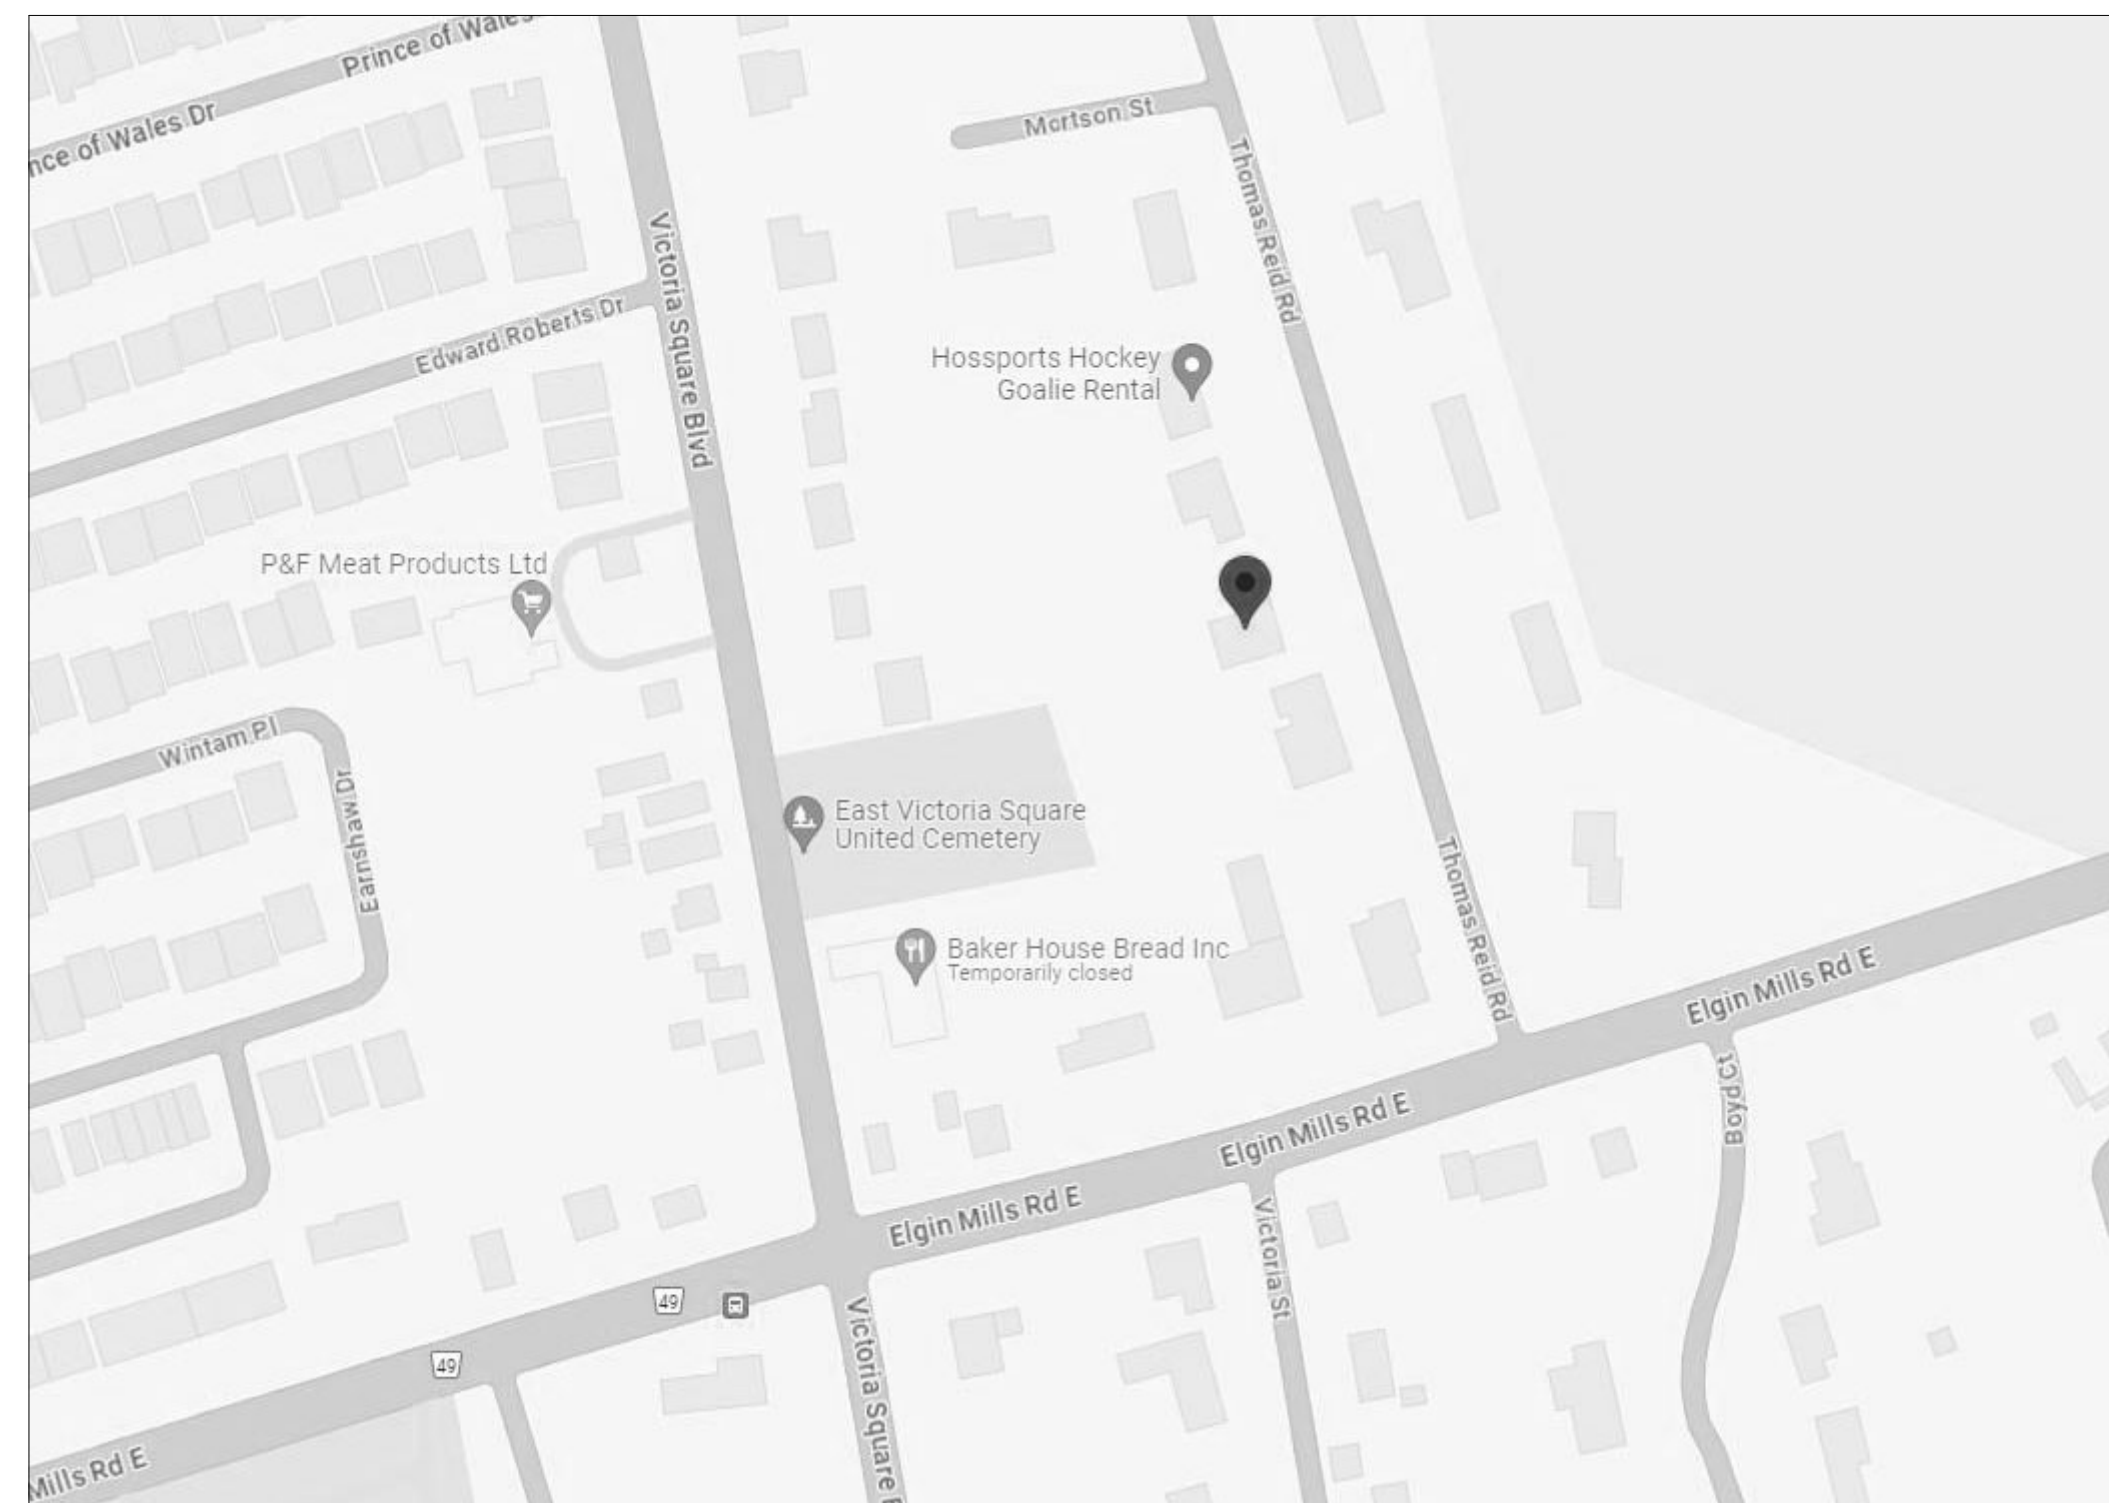 Prince of Wales
nce of Wales Dr
Mortson St
Thomas Reid Rd
Victoria Square Blvd
Edward Roberts Dr
Hossports Hockey
Goalie Rental
P&F Meat Products Ltd
Wintam Pl
Earnshaw Dr
East Victoria Square
United Cemetery
Thomas Reid Rd
Baker House Bread Inc
Temporarily closed
Elgin Mills Rd E
Boyd Ct
Elgin Mills Rd E
Elgin Mills Rd E
Victoria St
49
49
Victoria Square
Mills Rd E